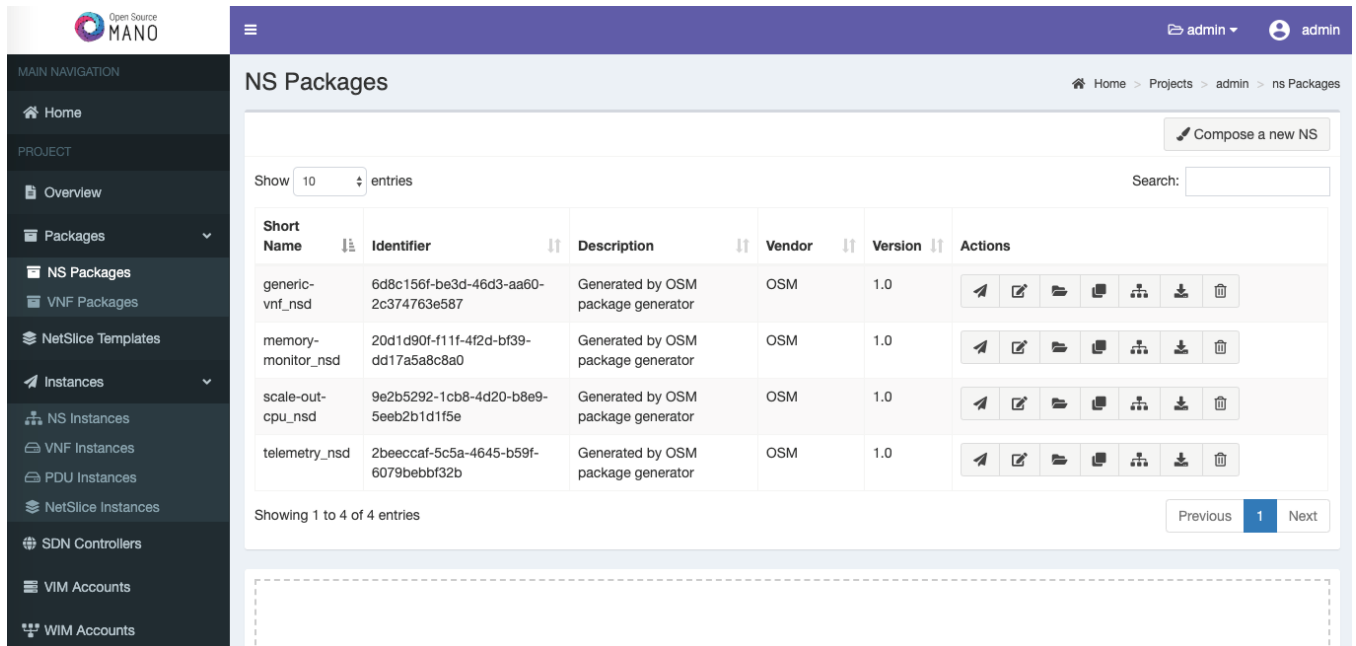 Open Source
MANO
admin
admin
MAIN NAVIGATION
Home
PROJECT
Overview
Packages
NS Packages
VNF Packages
NetSlice Templates
Instances
NS Instances
VNF Instances
PDU Instances
NetSlice Instances
SDN Controllers
VIM Accounts
WIM Accounts
NS Packages
Home > Projects > admin > ns Packages
Compose a new NS
Show 10 entries
Search:
Short Name Identifier Description Vendor Version Actions
generic- 6d8c156f-be3d-46d3-aa60- Generated by OSM OSM 1.0
vnf_nsd 2c374763e587 package generator
memory- 20d1d90f-f11f-4f2d-bf39- Generated by OSM OSM 1.0
monitor_nsd dd17a5a8c8a0 package generator
scale-out- 9e2b5292-1cb8-4d20-b8e9- Generated by OSM OSM 1.0
cpu_nsd 5eeb2b1d1f5e package generator
telemetry_nsd 2beeccaf-5c5a-4645-b59f- Generated by OSM OSM 1.0
6079bebbf32b package generator
Showing 1 to 4 of 4 entries
Previous 1 Next